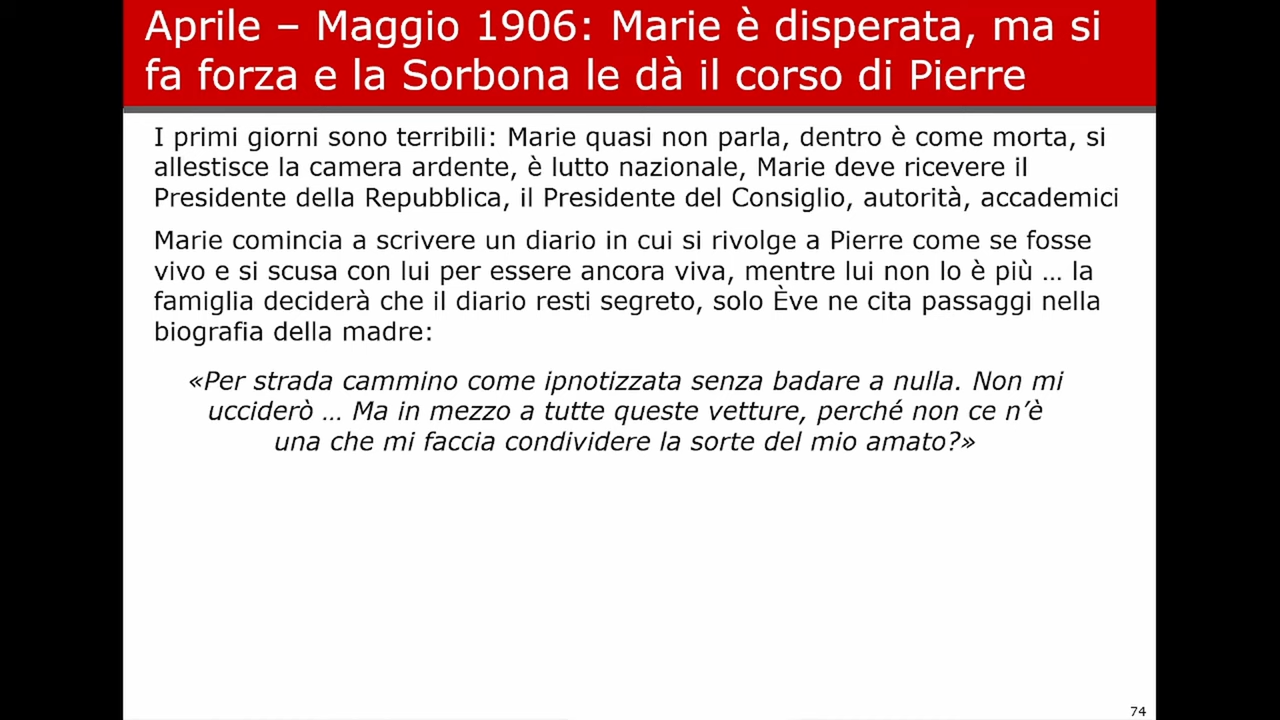 Aprile – Maggio 1906: Marie è disperata, ma si
fa forza e la Sorbona le dà il corso di Pierre
I primi giorni sono terribili: Marie quasi non parla, dentro è come morta, si
allestisce la camera ardente, è lutto nazionale, Marie deve ricevere il
Presidente della Repubblica, il Presidente del Consiglio, autorità, accademici
Marie comincia a scrivere un diario in cui si rivolge a Pierre come se fosse
vivo e si scusa con lui per essere ancora viva, mentre lui non lo è più … la
famiglia deciderà che il diario resti segreto, solo Ève ne cita passaggi nella
biografia della madre:
«Per strada cammino come ipnotizzata senza badare a nulla. Non mi
ucciderò … Ma in mezzo a tutte queste vetture, perché non ce n’è
una che mi faccia condividere la sorte del mio amato?»
74